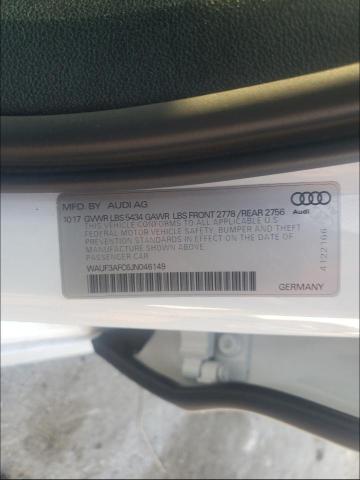 MFD. BY AUDI AG
10 17 GVWR LBS 5434 GAWR LBS FRONT 2778 / REAR 2756
THIS VEHICLE CONFORMS TO ALL APPLICABLE U.S
FEDERAL MOTOR VEHICLE SAFETY, BUMPER AND THEFT
PREVENTION STANDARDS IN EFFECT ON THE DATE
OF MANUFACTURE SHOWN ABOVE.
PASSENGER CAR
WAUF3AFC6JN046149
Audi
4122166
GERMANY